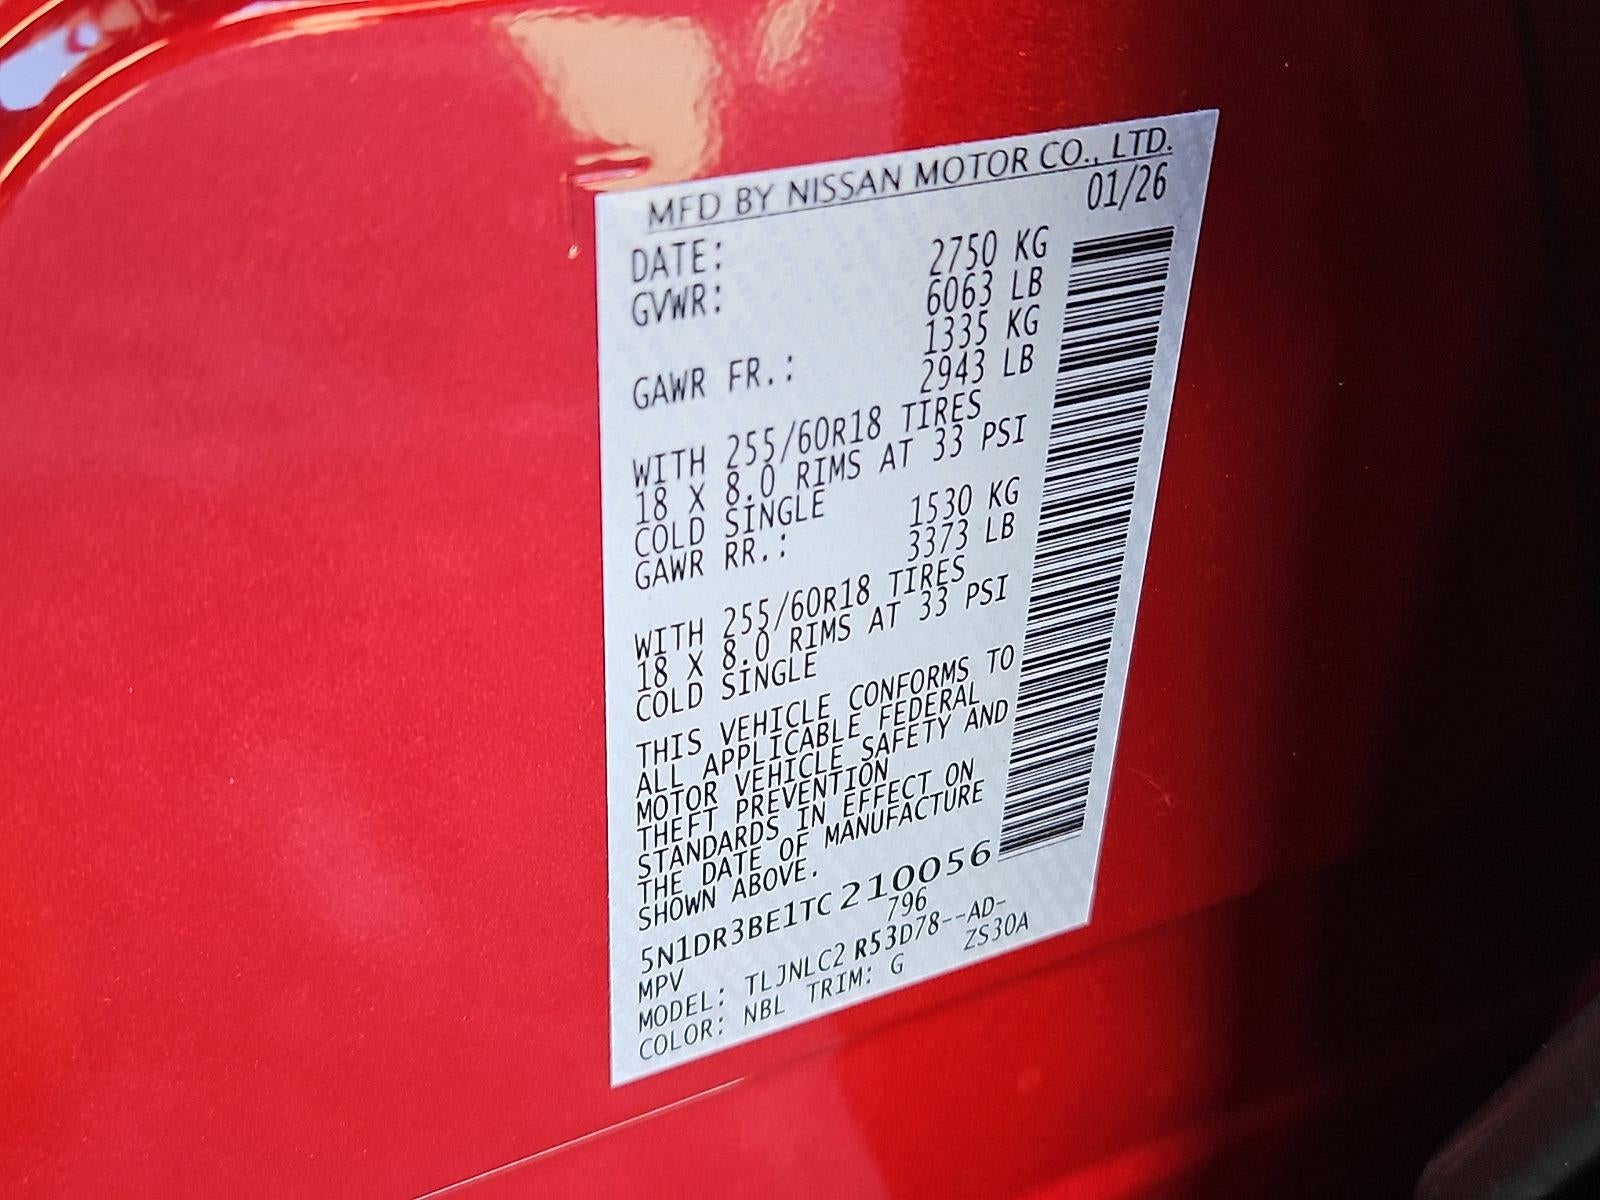 MFD BY NISSAN MOTOR CO., LTD.
DATE: 01/26
GVWR: 2750 KG
6063 LB
GAWR FR.: 1335 KG
2943 LB
WITH 255/60R18 TIRES
18 X 8.0 RIMS AT 33 PSI
COLD SINGLE
GAWR RR.: 1530 KG
3373 LB
WITH 255/60R18 TIRES
18 X 8.0 RIMS AT 33 PSI
COLD SINGLE
THIS VEHICLE CONFORMS TO
ALL APPLICABLE FEDERAL
MOTOR VEHICLE SAFETY AND
THEFT PREVENTION
STANDARDS IN EFFECT ON
THE DATE OF MANUFACTURE
SHOWN ABOVE.
5N1DR3BE1TC210056
MPV 796
MODEL: TLJNLC2 R53D78--AD-
COLOR: NBL TRIM: G ZS30A